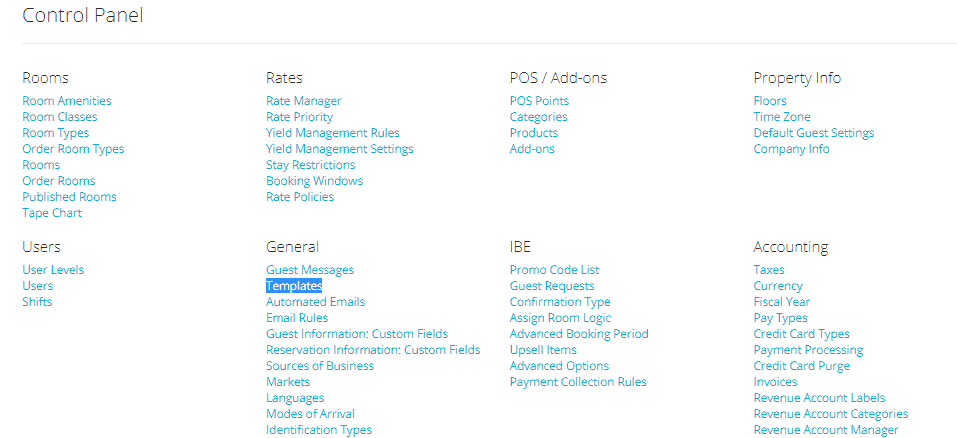 Control Panel
Rooms
Room Amenities
Room Classes
Room Types
Order Room Types
Rooms
Order Rooms
Published Rooms
Tape Chart
Rates
Rate Manager
Rate Priority
Yield Management Rules
Yield Management Settings
Stay Restrictions
Booking Windows
Rate Policies
POS / Add-ons
POS Points
Categories
Products
Add-ons
Property Info
Floors
Time Zone
Default Guest Settings
Company Info
Users
User Levels
Users
Shifts
General
Guest Messages
Templates
Automated Emails
Email Rules
Guest Information: Custom Fields
Reservation Information: Custom Fields
Sources of Business
Markets
Languages
Modes of Arrival
Identification Types
IBE
Promo Code List
Guest Requests
Confirmation Type
Assign Room Logic
Advanced Booking Period
Upsell Items
Advanced Options
Payment Collection Rules
Accounting
Taxes
Currency
Fiscal Year
Pay Types
Credit Card Types
Payment Processing
Credit Card Purge
Invoices
Revenue Account Labels
Revenue Account Categories
Revenue Account Manager